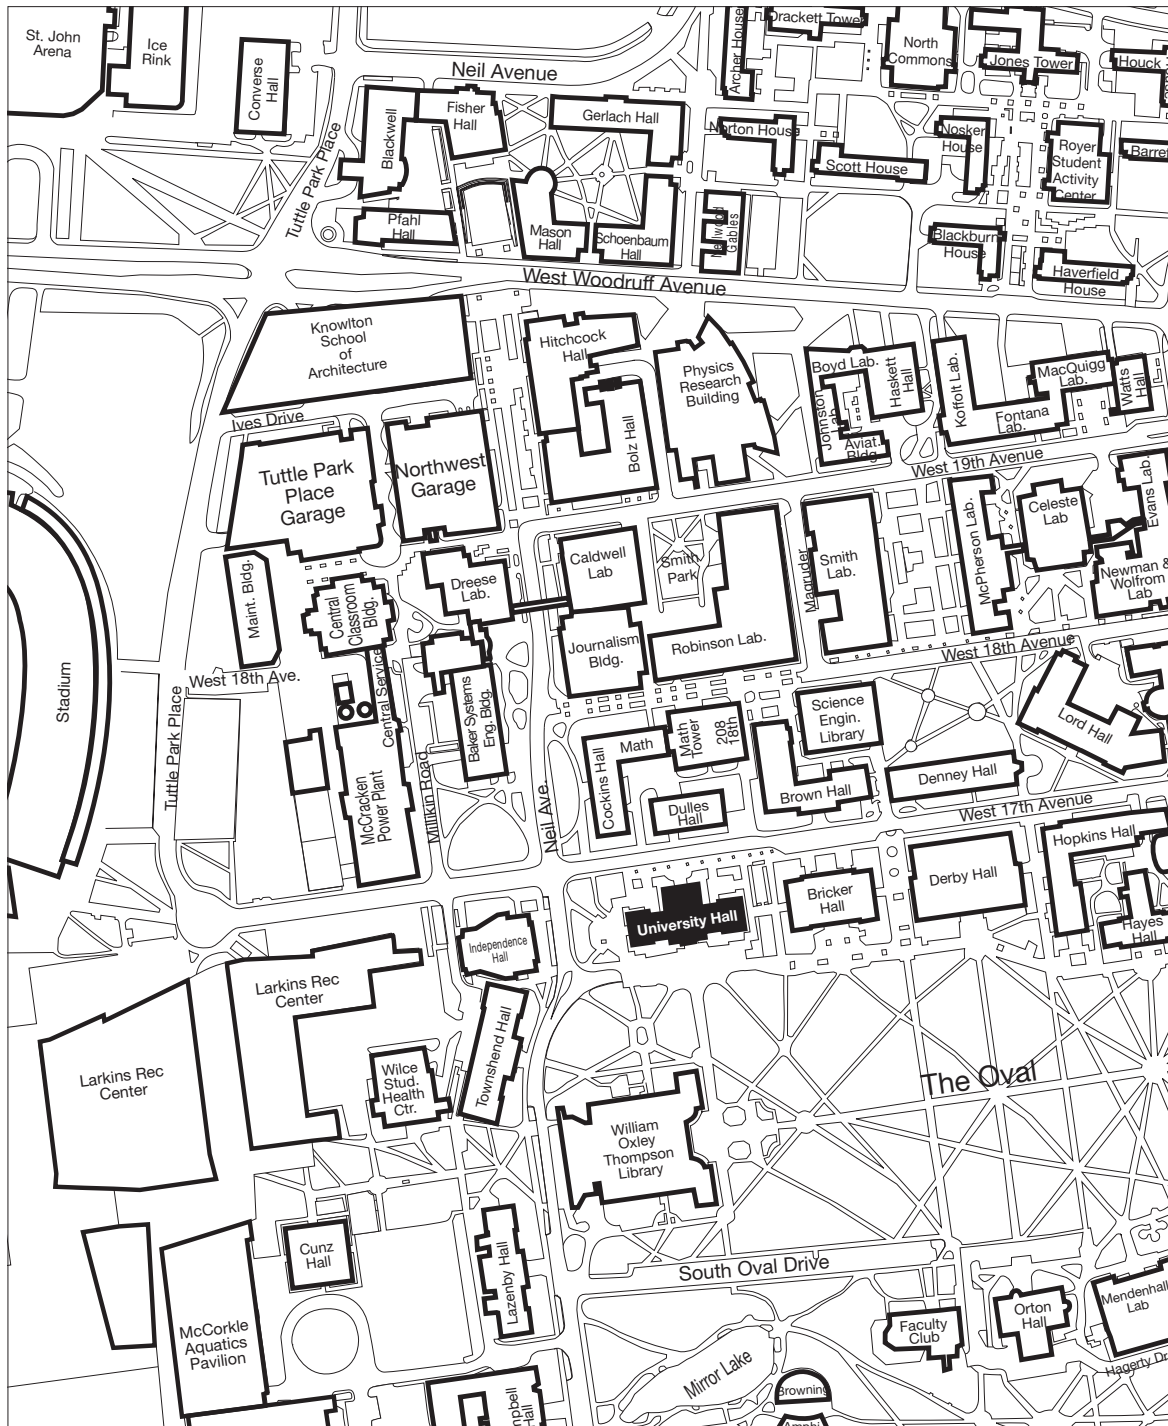 St. John
Arena
Ice
Rink
Converse
Hall
Neil Avenue
Archer House
Drackett Tower
North
Commons
Jones Tower
Houck
Tuttle Park Place
Blackwell
Fisher
Hall
Gerlach Hall
Norton House
Scott House
Nosker
House
Royer
Student
Activity
Center
Pfahl
Hall
Mason
Hall
Schoenbaum
Hall
Gables
Blackburn
House
Haverfield
House
West Woodruff Avenue
Knowlton
School
of
Architecture
Hitchcock
Hall
Physics
Research
Building
Boyd Lab.
Haskett
Hall
Johnston
Lab.
Aviat.
Bldg.
Koffolt Lab.
MacQuigg
Lab.
Watts
Hall
Fontana
Lab.
Ives Drive
Bolz Hall
West 19th Avenue
Tuttle Park
Place
Garage
Northwest
Garage
Maint. Bldg.
Central
Classroom
Bldg.
Dreese
Lab.
Caldwell
Lab
Smith
Park
Magruder
Smith
Lab.
McPherson Lab.
Celeste
Lab
Evans Lab.
Newman &
Wolfrom
Lab
Journalism
Bldg.
Robinson Lab.
West 18th Avenue
West 18th Ave.
Stadium
Tuttle Park Place
Central Service
Baker Systems
Eng. Bldg.
McCracken
Power Plant
Millikin Road
Neil Ave.
Cockins Hall
Math
Math
Tower
208
18th
Science
Engin.
Library
Lord Hall
Dulles
Hall
Brown Hall
Denney Hall
West 17th Avenue
Hopkins Hall
University Hall
Bricker
Hall
Derby Hall
Hayes
Hall
Independence
Hall
Larkins Rec
Center
Larkins Rec
Center
Wilce
Stud.
Health
Ctr.
Townshend Hall
The Oval
William
Oxley
Thompson
Library
Cunz
Hall
Lazenby Hall
South Oval Drive
McCorkle
Aquatics
Pavilion
Mirror Lake
Browning
Faculty
Club
Orton
Hall
Mendenhall
Lab